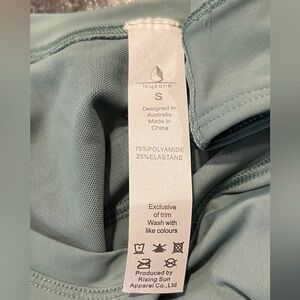 icyzone
S
Designed in
Australia
Made in
China
75%POLYAMIDE
25%ELASTANE
Exclusive
of trim
Wash with
like colours
Produced by
Rising Sun
Apparel Co.,Ltd